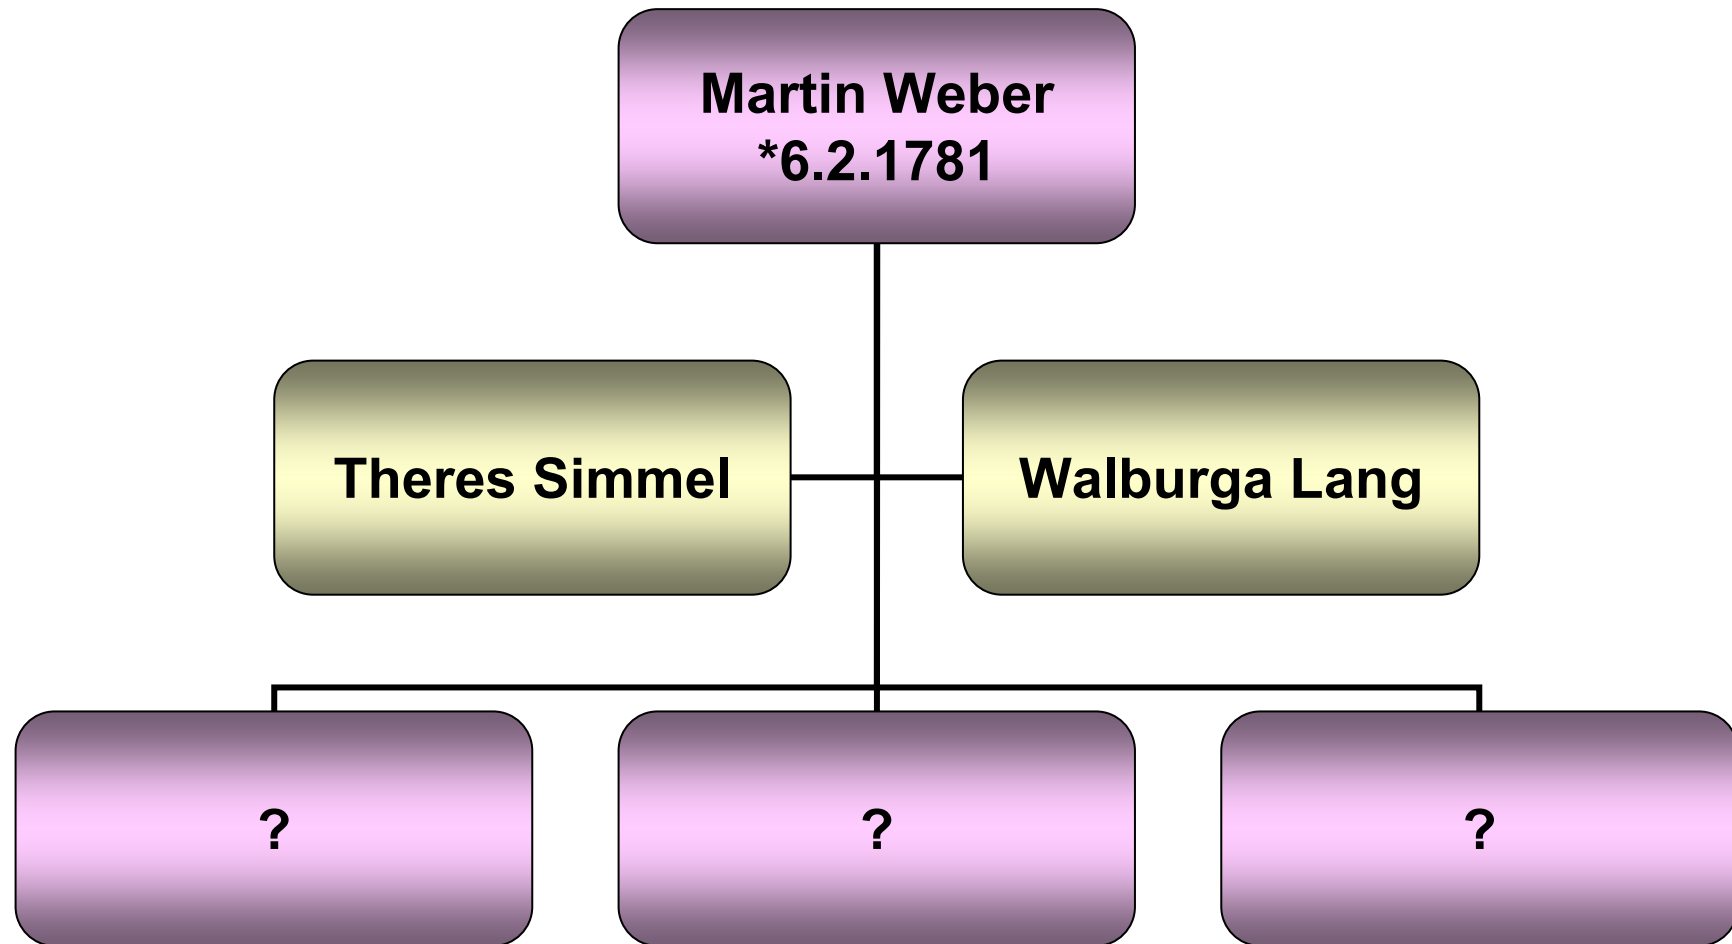 Martin Weber
*6.2.1781
Theres Simmel
Walburga Lang
?
?
?